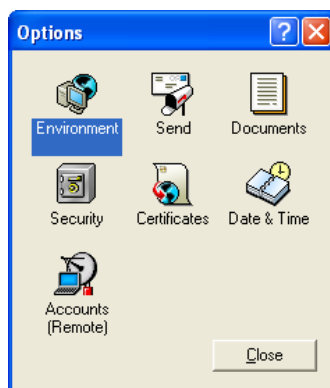 Options
Environment
Send
Documents
Security
Certificates
Date & Time
Accounts
(Remote)
Close